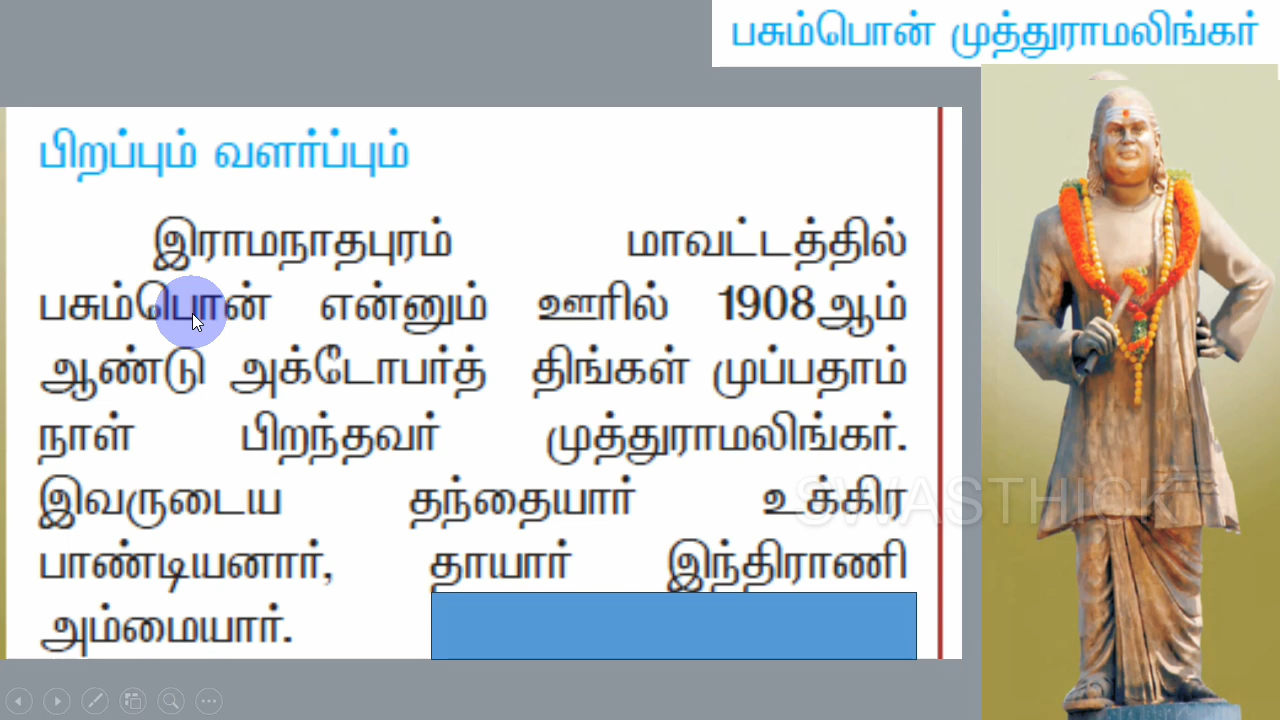 பசும்பொன் முத்துராமலிங்கர்
பிறப்பும் வளர்ப்பும்
இராமநாதபுரம் மாவட்டத்தில்
பசும்பொன் என்னும் ஊரில் 1908ஆம்
ஆண்டு அக்டோபர்த் திங்கள் முப்பதாம்
நாள் பிறந்தவர் முத்துராமலிங்கர்.
இவருடைய தந்தையார் உக்கிர
பாண்டியனார், தாயார் இந்திராணி
அம்மையார்.
SWASTHICK